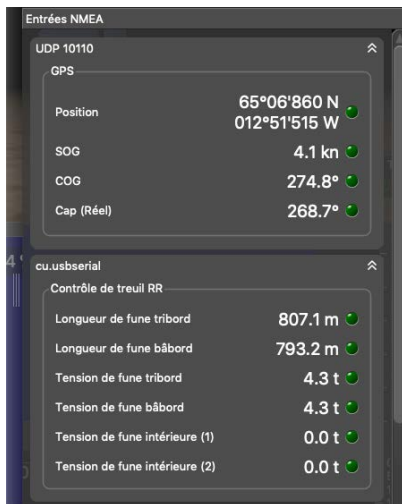 Entrées NMEA
UDP 10110
GPS
Position 65°06'860 N
012°51'515 W
SOG 4.1 kn
COG 274.8°
Cap (Réel) 268.7°
cu.usbserial
Contrôle de treuil RR
Longueur de fune tribord 807.1 m
Longueur de fune bâbord 793.2 m
Tension de fune tribord 4.3 t
Tension de fune bâbord 4.3 t
Tension de fune intérieure (1) 0.0 t
Tension de fune intérieure (2) 0.0 t